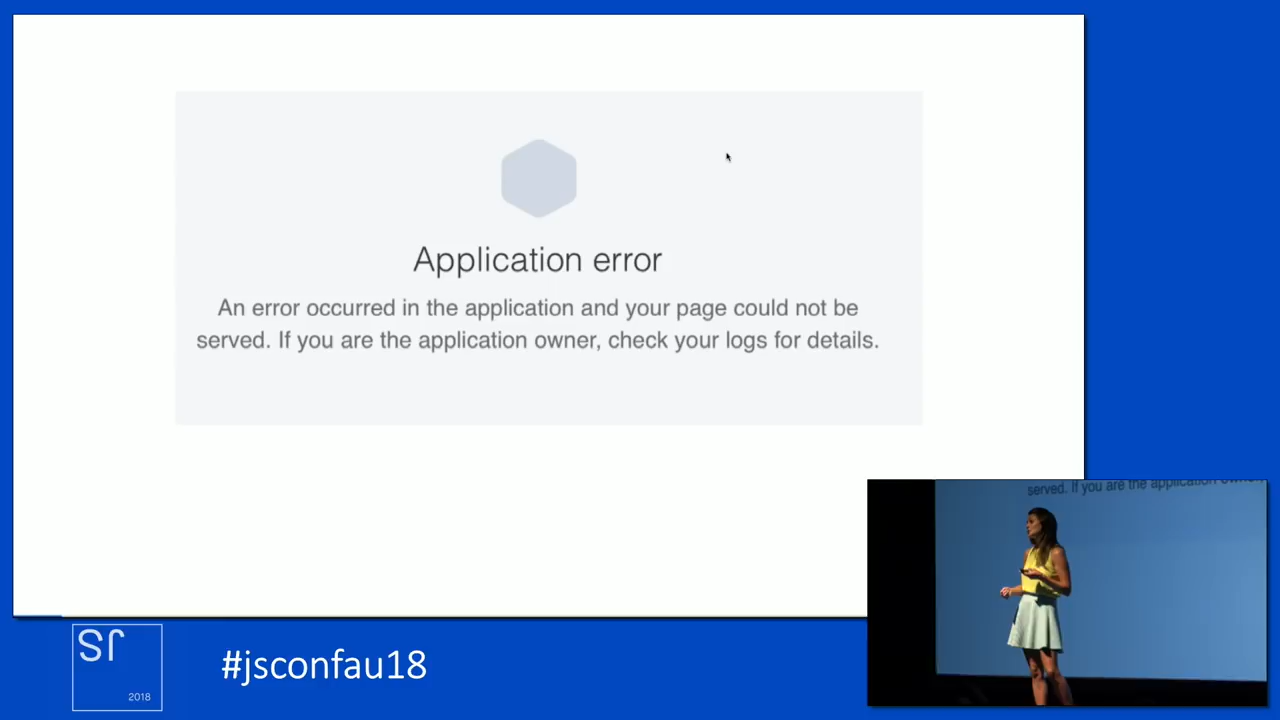 Application error
An error occurred in the application and your page could not be
served. If you are the application owner, check your logs for details.
served. If you are the application owner,
JS
2018
#jsconfau18